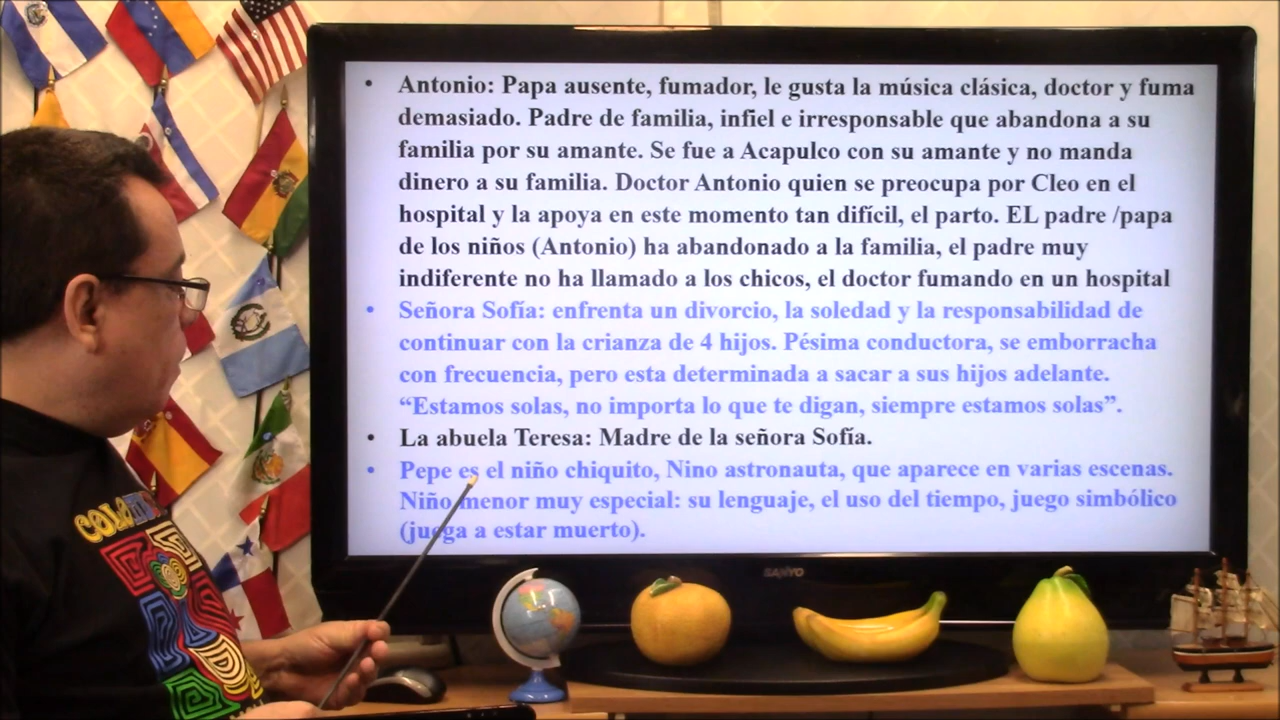 • Antonio: Papa ausente, fumador, le gusta la música clásica, doctor y fuma
demasiado. Padre de familia, infiel e irresponsable que abandona a su
familia por su amante. Se fue a Acapulco con su amante y no manda
dinero a su familia. Doctor Antonio quien se preocupa por Cleo en el
hospital y la apoya en este momento tan difícil, el parto. EL padre /papa
de los niños (Antonio) ha abandonado a la familia, el padre muy
indiferente no ha llamado a los chicos, el doctor fumando en un hospital
• Señora Sofía: enfrenta un divorcio, la soledad y la responsabilidad de
continuar con la crianza de 4 hijos. Pésima conductora, se emborracha
con frecuencia, pero esta determinada a sacar a sus hijos adelante.
“Estamos solas, no importa lo que te digan, siempre estamos solas”.
• La abuela Teresa: Madre de la señora Sofía.
• Pepe es el niño chiquito, Nino astronauta, que aparece en varias escenas.
Niño menor muy especial: su lenguaje, el uso del tiempo, juego simbólico
(juega a estar muerto).
SANYO